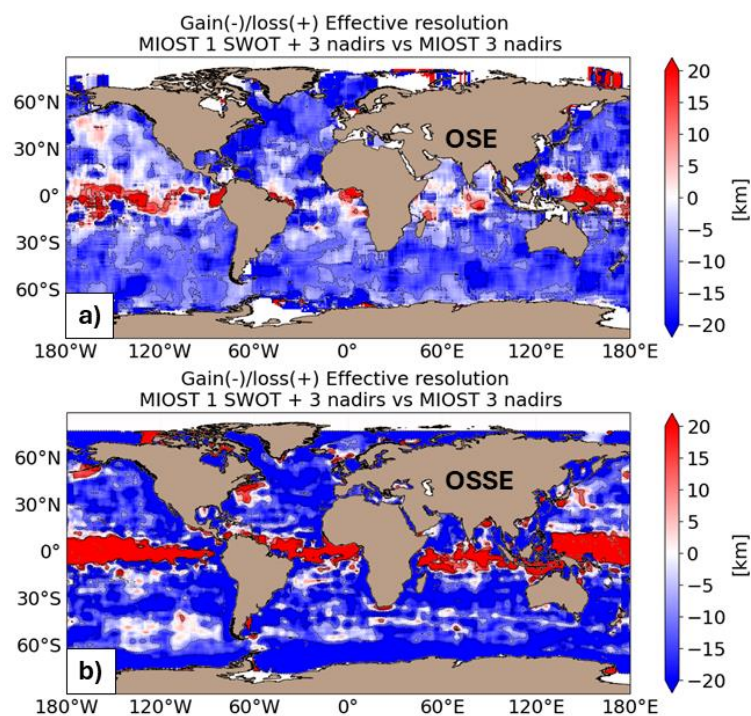 Gain(-)/loss(+) Effective resolution
MIOST 1 SWOT + 3 nadirs vs MIOST 3 nadirs
60°N
30°N
0°
30°S
60°S
OSE
a)
180°W 120°W 60°W 0° 60°E 120°E 180°E
20
15
10
5
0
−5
−10
−15
−20
[km]
Gain(-)/loss(+) Effective resolution
MIOST 1 SWOT + 3 nadirs vs MIOST 3 nadirs
60°N
30°N
0°
30°S
60°S
OSSE
b)
180°W 120°W 60°W 0° 60°E 120°E 180°E
20
15
10
5
0
−5
−10
−15
−20
[km]